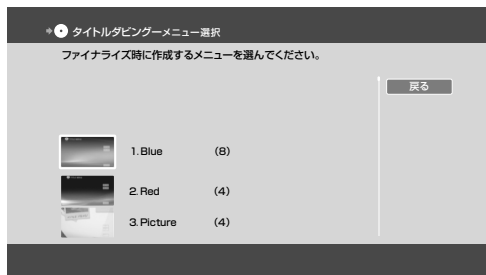 タイトルダビングーメニュー選択
ファイナライズ時に作成するメニューを選んでください。
戻る
1. Blue (8)
2. Red (4)
3. Picture (4)